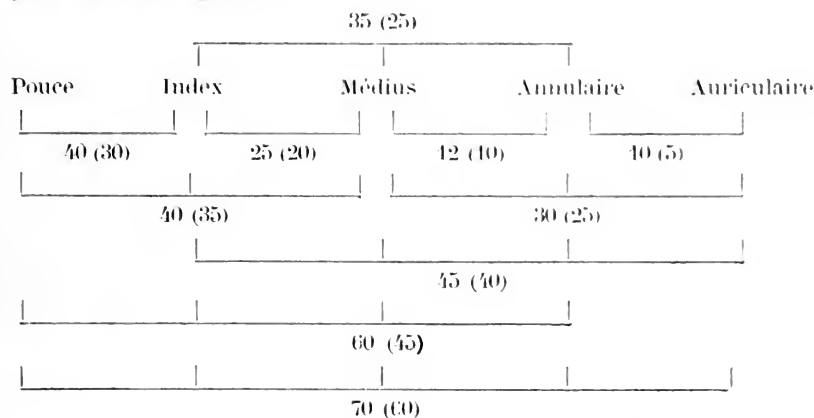 35 (25)
Pouce Index Médius Annulaire Auriculaire
40 (30) 25 (20) 12 (10) 10 (5)
40 (35) 30 (25)
45 (40)
60 (45)
70 (60)